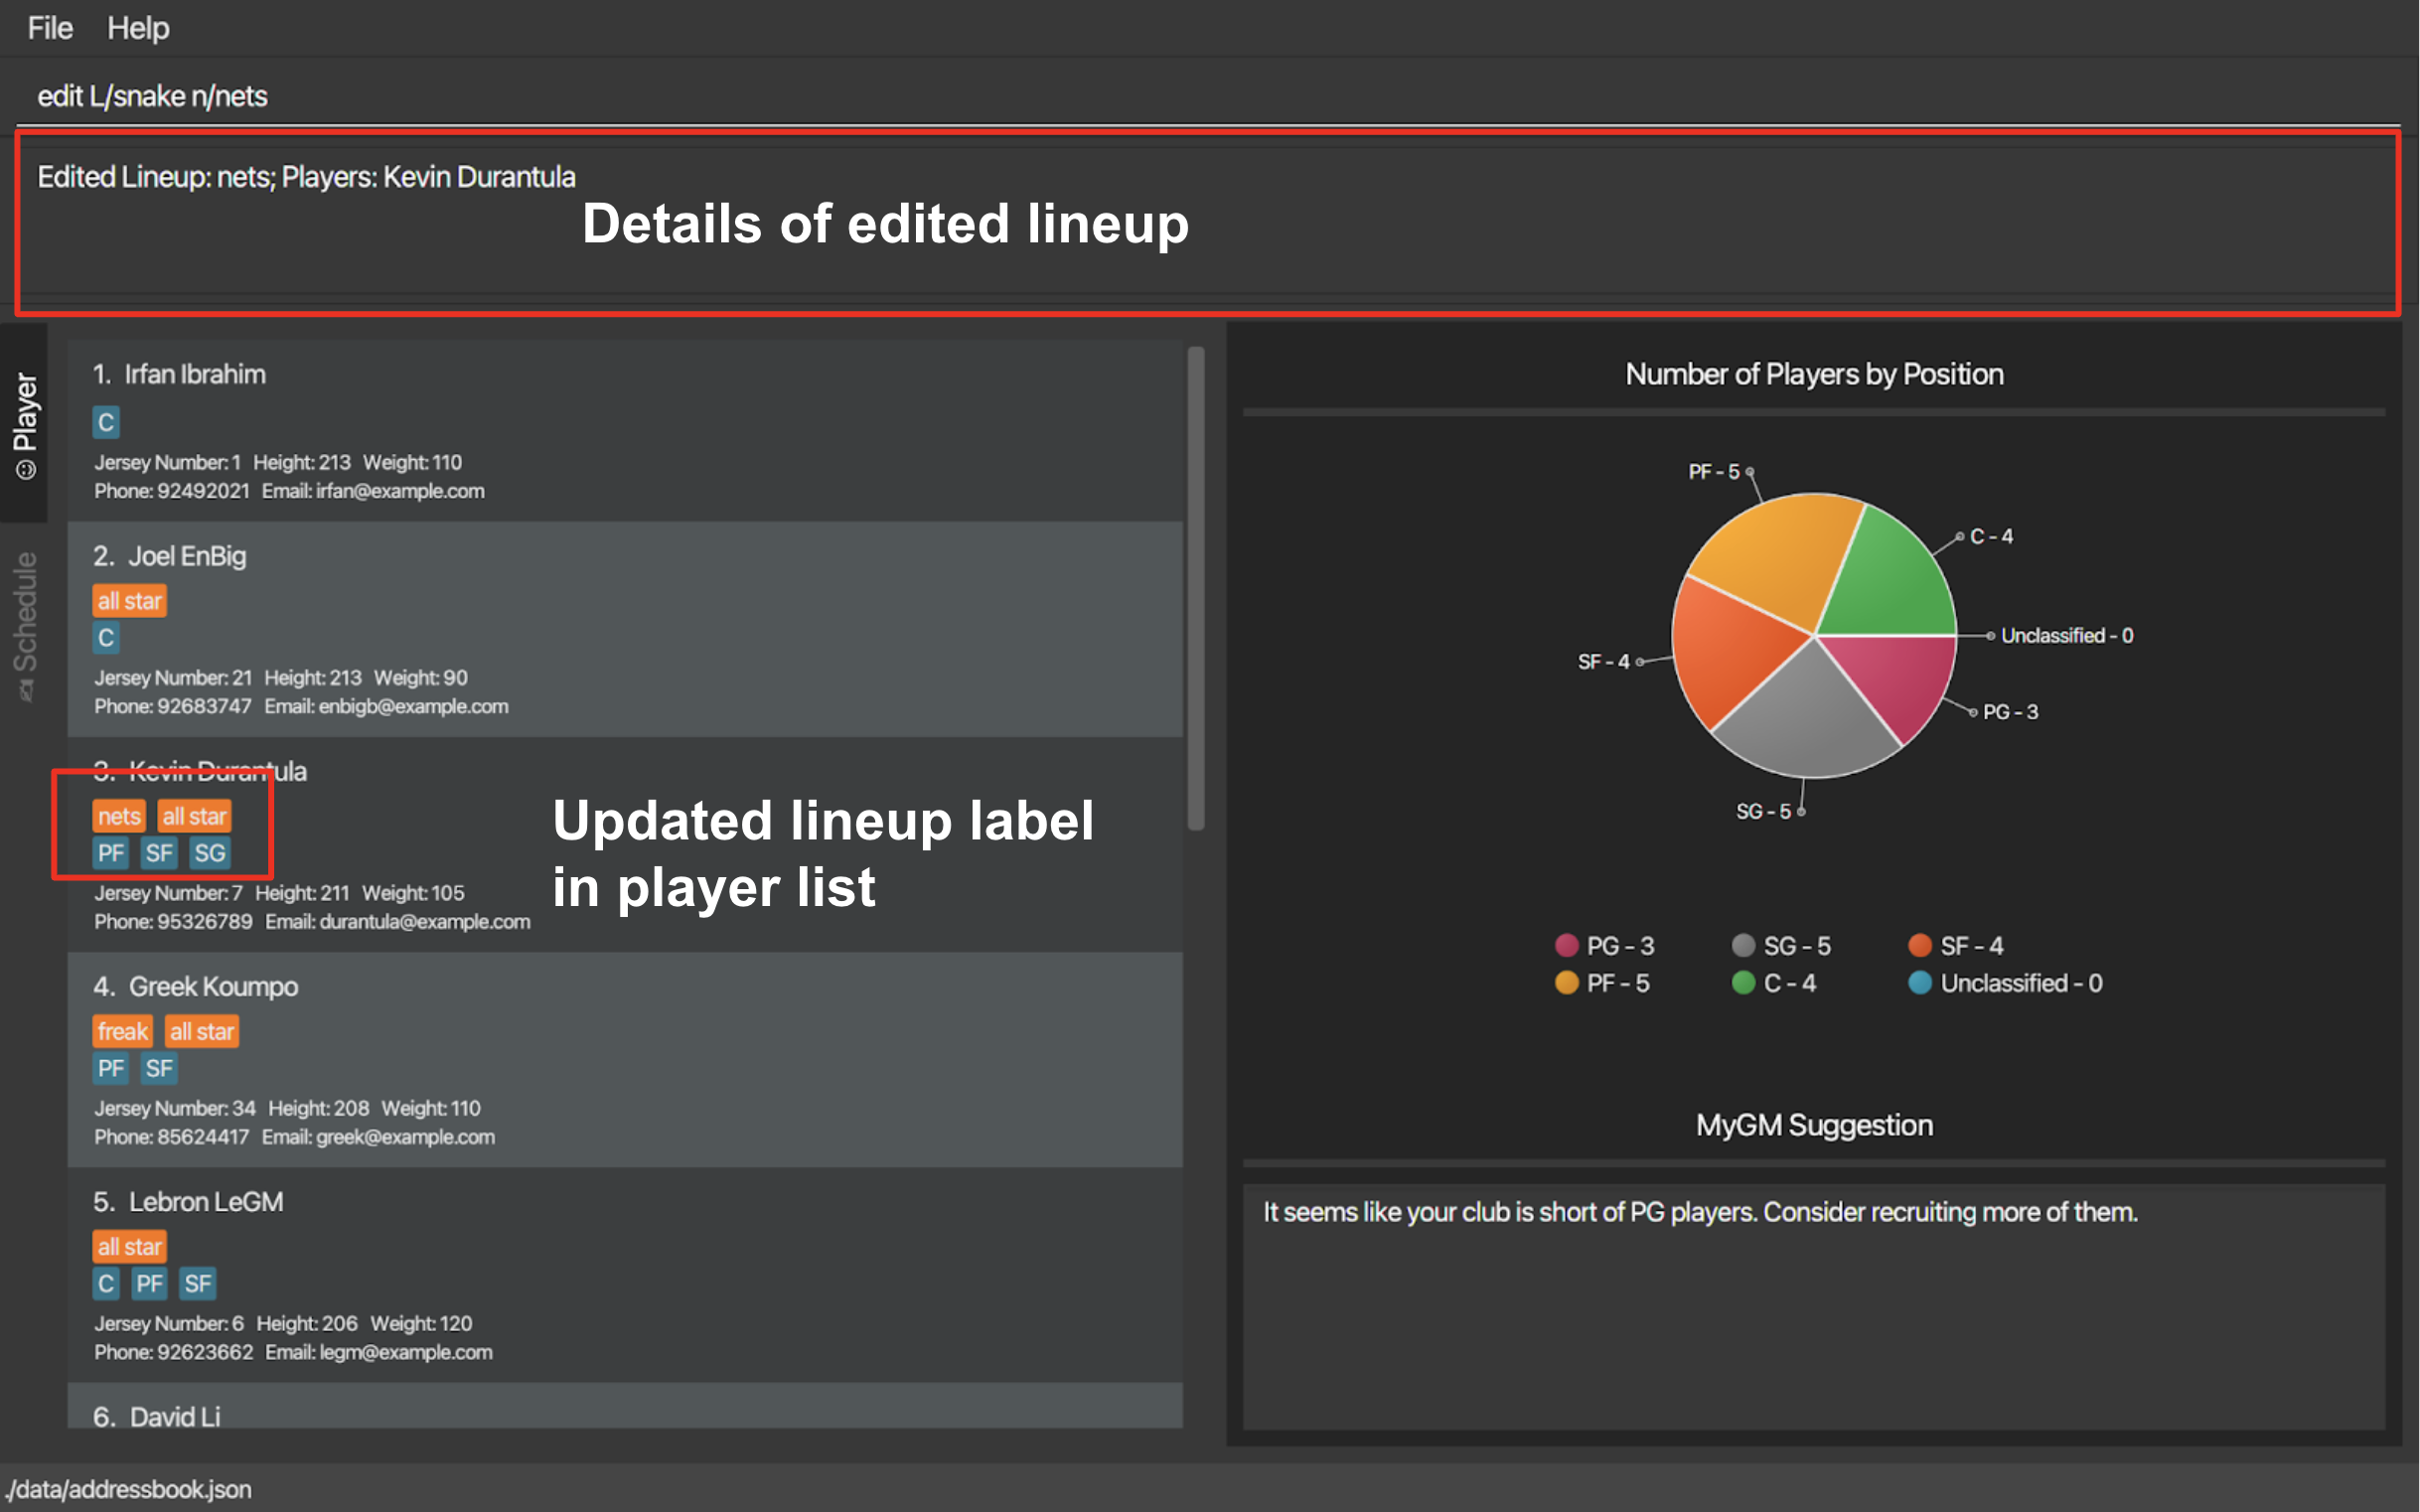 File Help
edit L/snake n/nets
Edited Lineup: nets; Players: Kevin Durantula
Details of edited lineup
Player
Schedule
1. Irfan Ibrahim
C
Jersey Number: 1 Height: 213 Weight: 110
Phone: 92492021 Email: irfan@example.com
2. Joel EnBig
all star
C
Jersey Number: 21 Height: 213 Weight: 90
Phone: 92683747 Email: enbigb@example.com
3. Kevin Durantula
nets all star
PF SF SG
Jersey Number: 7 Height: 211 Weight: 105
Phone: 95326789 Email: durantula@example.com
Updated lineup label
in player list
4. Greek Koumpo
freak all star
PF SF
Jersey Number: 34 Height: 208 Weight: 110
Phone: 85624417 Email: greek@example.com
5. Lebron LeGM
all star
C PF SF
Jersey Number: 6 Height: 206 Weight: 120
Phone: 92623662 Email: legm@example.com
6. David Li
Number of Players by Position
PF - 5
C - 4
Unclassified - 0
SF - 4
PG - 3
SG - 5
PG - 3 SG - 5 SF - 4
PF - 5 C - 4 Unclassified - 0
MyGM Suggestion
It seems like your club is short of PG players. Consider recruiting more of them.
./data/addressbook.json